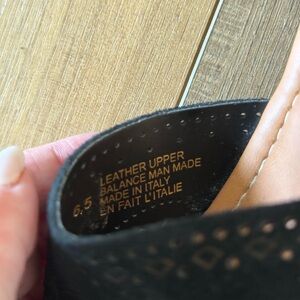 LEATHER UPPER
BALANCE MAN MADE
6.5 MADE IN ITALY
EN FAIT L'ITALIE